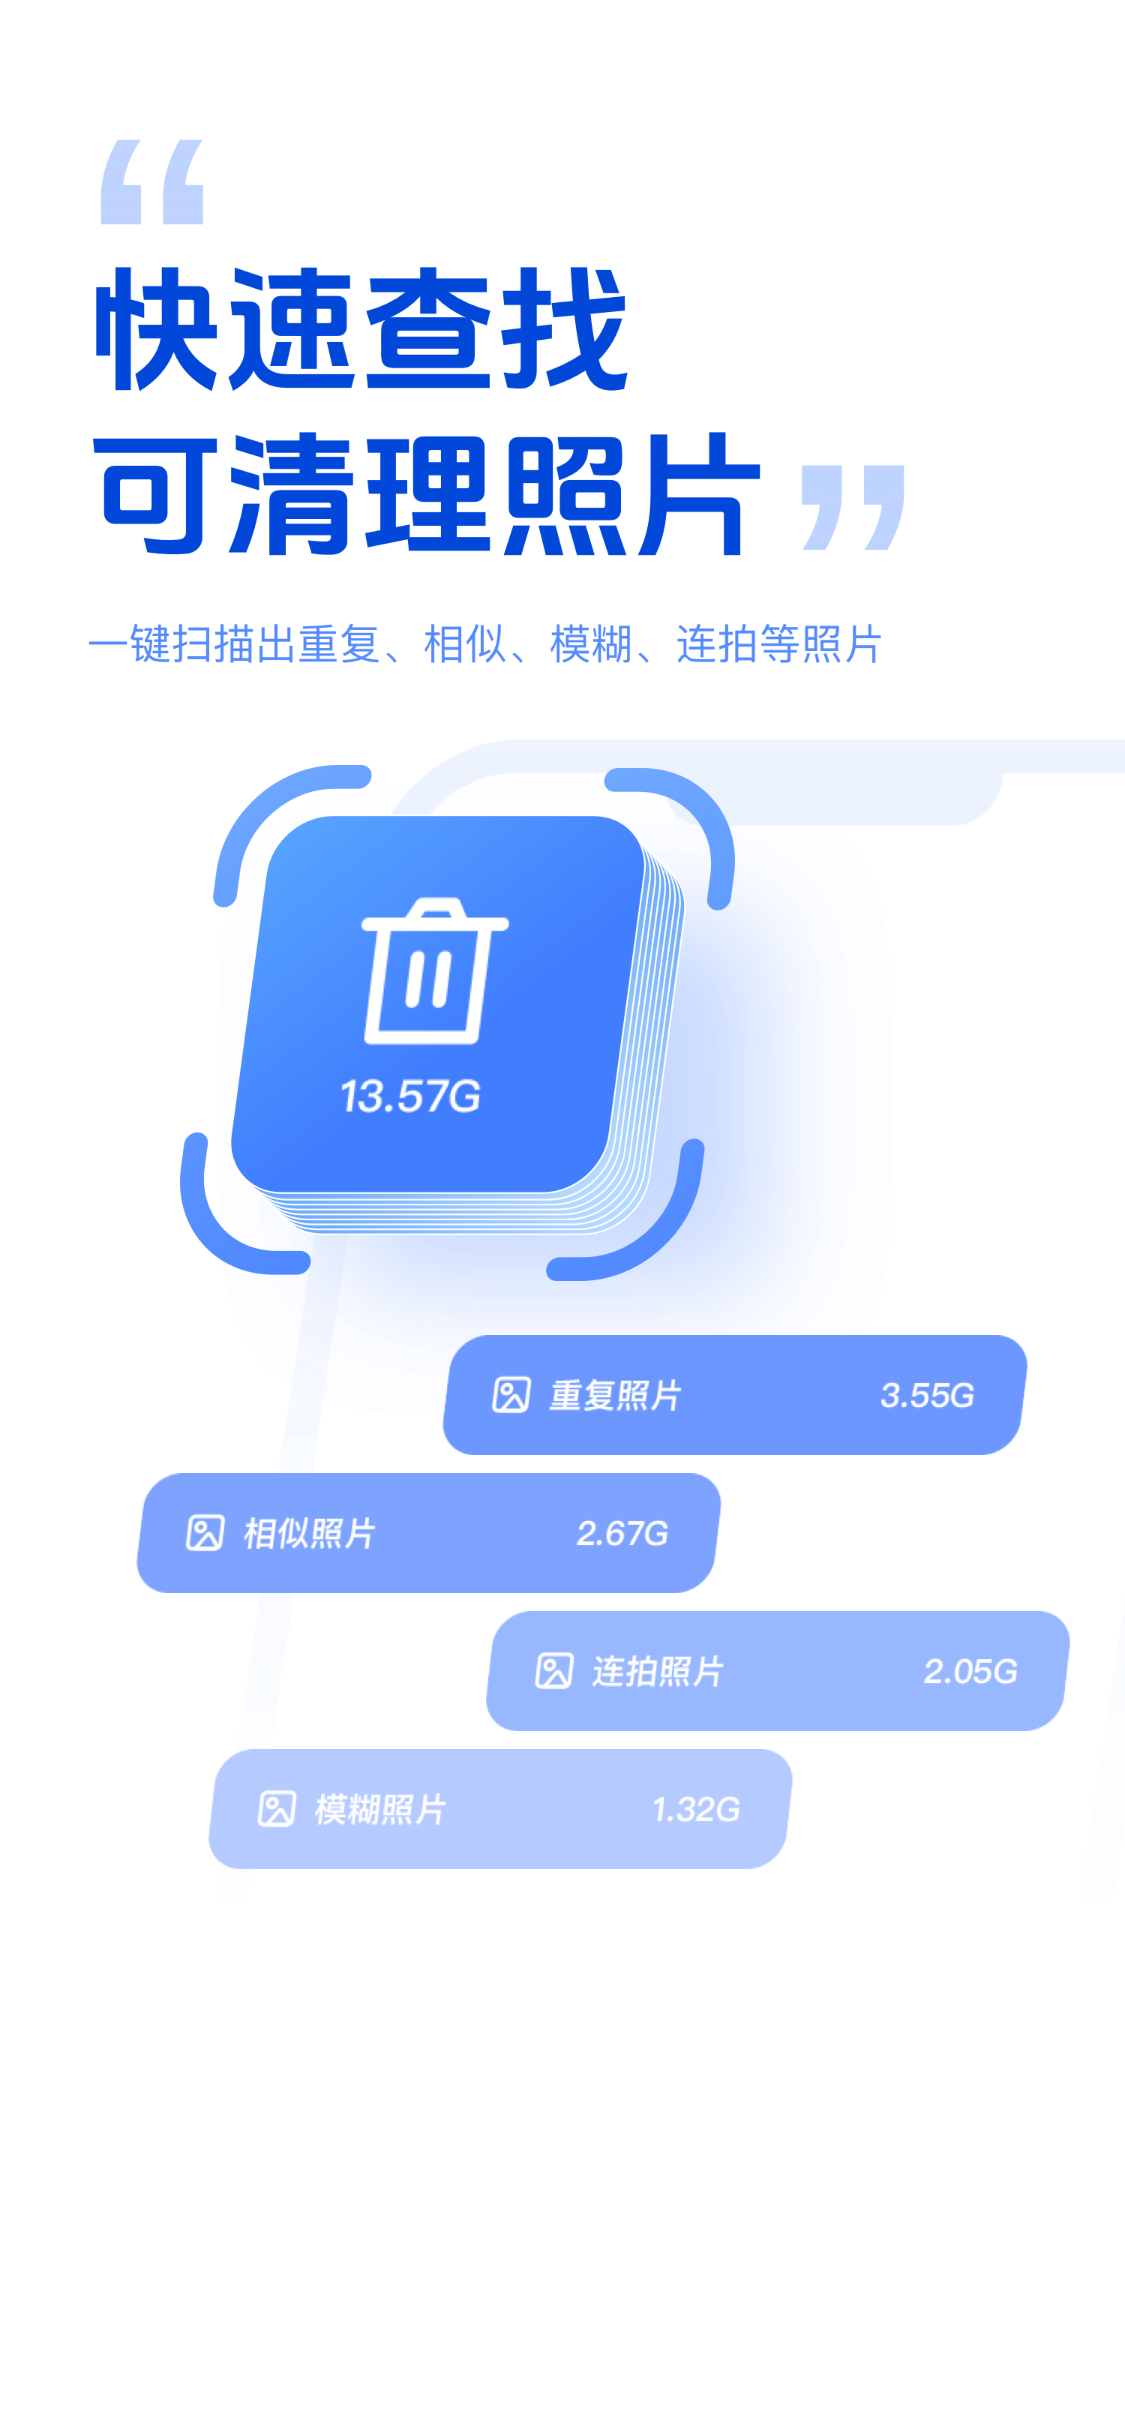 “
快速查找
可清理照片”
一键扫描出重复、相似、模糊、连拍等照片
13.57G
重复照片 3.55G
相似照片 2.67G
连拍照片 2.05G
模糊照片 1.32G